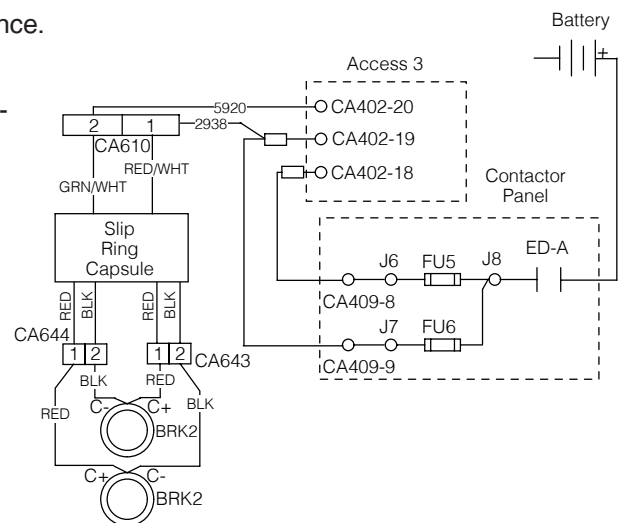 nce.
-
Battery
+
Access 3
5920
CA402-20
2 1
2938
CA402-19
CA610
RED/WHT
CA402-18
GRN/WHT
Contactor
Panel
Slip
Ring
Capsule
ED-A
J6 FU5 J8
CA409-8
RED BLK RED BLK
J7 FU6
CA644
1 2 1 2
CA643
CA409-9
BLK RED
RED C- C+ BLK
BRK2
C+ C-
BRK2